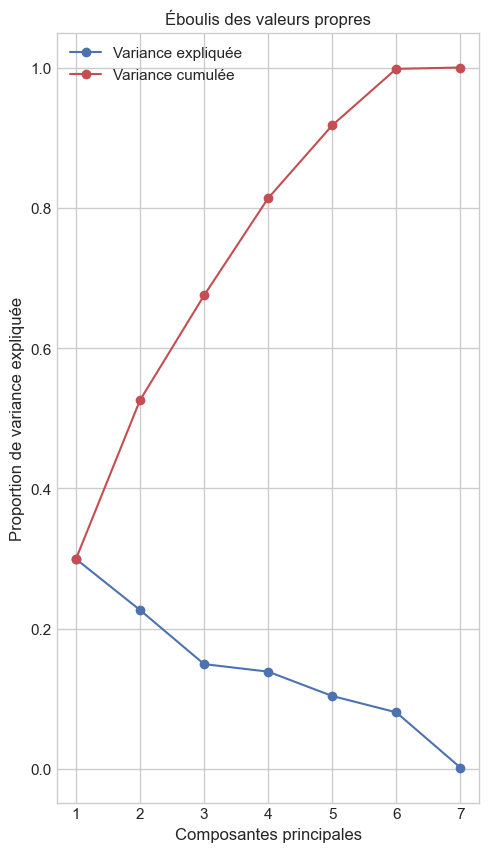 Éboulis des valeurs propres
Variance expliquée
Variance cumulée
1.0
0.8
0.6
0.4
0.2
0.0
Proportion de variance expliquée
1 2 3 4 5 6 7
Composantes principales